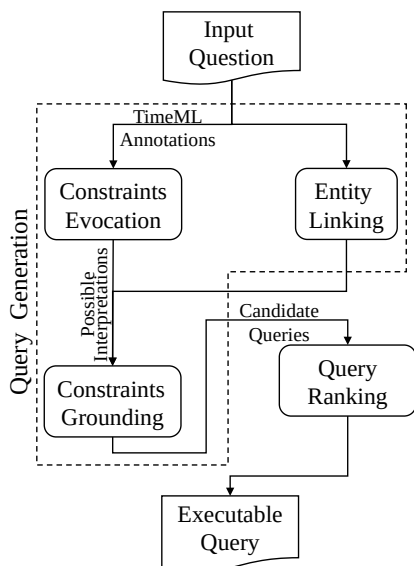 Input
Question
TimeML
Annotations
Constraints
Evocation
Entity
Linking
Query Generation
Possible
Interpretations
Candidate
Queries
Constraints
Grounding
Query
Ranking
Executable
Query